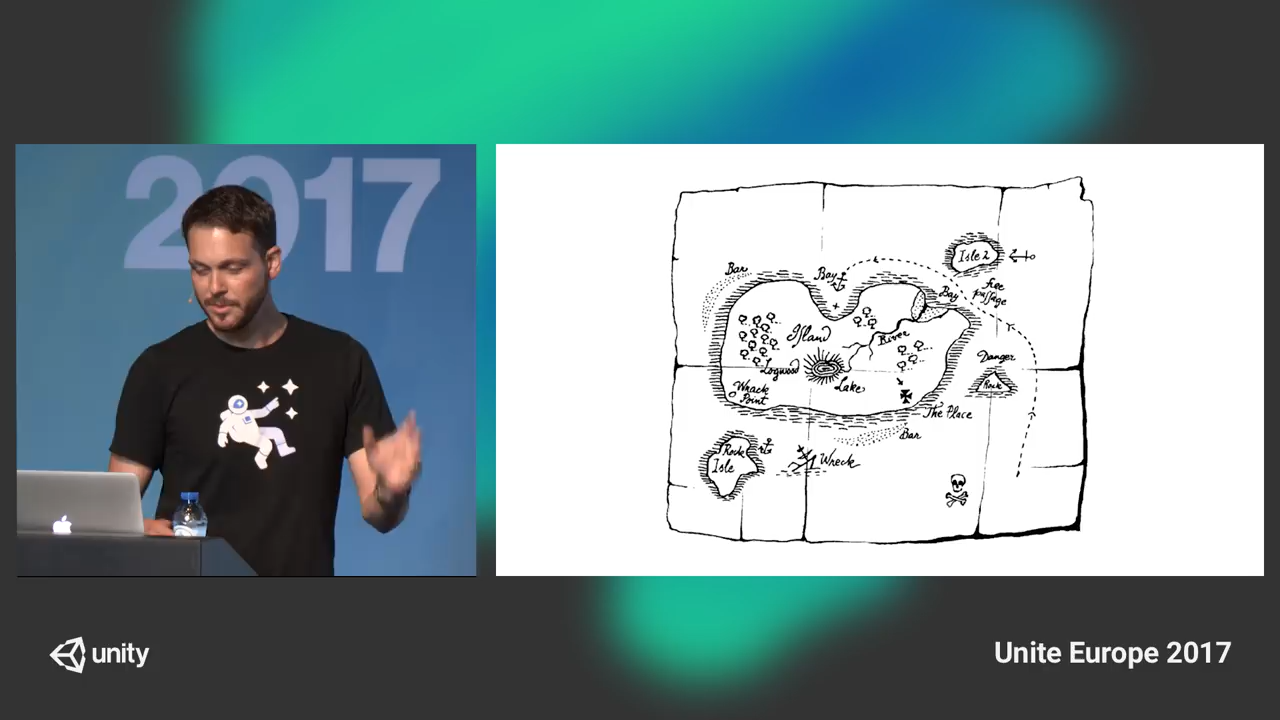 2017
Isle 2
Bar
Bay
free
passage
Bay
Island
River
Danger
Logwood
Rock
Lake
Wrack
Point
The Place
Bar
Rock
Isle
Wreck
unity
Unite Europe 2017